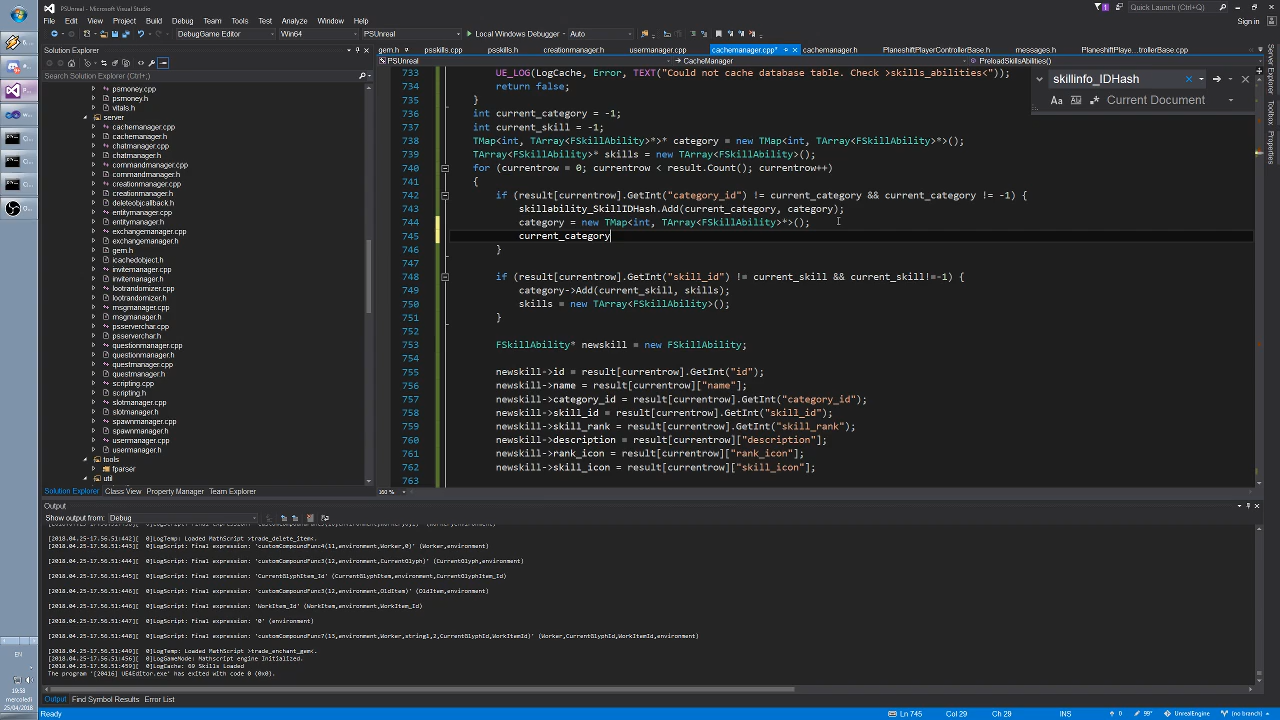 PSUnreal
Quick Launch (Ctrl+Q)
File Edit View Project Build Debug Team Tools Test Analyze Window Help
Sign in
DebugGame Editor Win64 PSUnreal Local Windows Debugger Auto
Solution Explorer
gem.h psskills.cpp psskills.h creationmanager.h usermanager.cpp cachemanager.cpp* cachemanager.h PlaneshiftPlayerControllerBase.h messages.h PlaneshiftPlaye...trollerBase.cpp
PSUnreal CacheManager PreloadSkillsAbilities()
Search Solution Explorer (Ctrl+;)
psmoney.cpp
psmoney.h
vitals.h
server
cachemanager.cpp
cachemanager.h
chatmanager.cpp
chatmanager.h
commandmanager.cpp
commandmanager.h
creationmanager.cpp
creationmanager.h
deleteobjcallback.h
entitymanager.cpp
entitymanager.h
exchangemanager.cpp
exchangemanager.h
gem.h
icachedobject.h
invitemanager.cpp
invitemanager.h
lootrandomizer.cpp
lootrandomizer.h
msgmanager.cpp
msgmanager.h
psserverchar.cpp
psserverchar.h
questionmanager.cpp
questionmanager.h
questmanager.cpp
questmanager.h
scripting.cpp
scripting.h
slotmanager.cpp
slotmanager.h
spawnmanager.cpp
spawnmanager.h
usermanager.cpp
usermanager.h
tools
fparser
util
Solution Explorer Class View Property Manager Team Explorer
skillinfo_IDHash
Current Document
733 UE_LOG(LogCache, Error, TEXT("Could not cache database table. Check >skills_abilities<"));
734 return false;
735 }
736 int current_category = -1;
737 int current_skill = -1;
738 TMap<int, TArray<FSkillAbility>*>* category = new TMap<int, TArray<FSkillAbility>*>();
739 TArray<FSkillAbility>* skills = new TArray<FSkillAbility>();
740 for (currentrow = 0; currentrow < result.Count(); currentrow++)
741 {
742 if (result[currentrow].GetInt("category_id") != current_category && current_category != -1) {
743 skillability_SkillIDHash.Add(current_category, category);
744 category = new TMap<int, TArray<FSkillAbility>*>();
745 current_category
746 }
747
748 if (result[currentrow].GetInt("skill_id") != current_skill && current_skill!=-1) {
749 category->Add(current_skill, skills);
750 skills = new TArray<FSkillAbility>();
751 }
752
753 FSkillAbility* newskill = new FSkillAbility;
754
755 newskill->id = result[currentrow].GetInt("id");
756 newskill->name = result[currentrow]["name"];
757 newskill->category_id = result[currentrow].GetInt("category_id");
758 newskill->skill_id = result[currentrow].GetInt("skill_id");
759 newskill->skill_rank = result[currentrow].GetInt("skill_rank");
760 newskill->description = result[currentrow]["description"];
761 newskill->rank_icon = result[currentrow]["rank_icon"];
762 newskill->skill_icon = result[currentrow]["skill_icon"];
763
160 %
Server Explorer
Toolbox
Properties
Output
Show output from: Debug
[2018.04.25-17.56.51:442][ 0]LogTemp: Loaded MathScript >trade_delete_item<.
[2018.04.25-17.56.51:443][ 0]LogScript: Final expression: 'customCompoundFunc4(11,environment,Worker,0)' (Worker,environment)
[2018.04.25-17.56.51:443][ 0]LogScript: Final expression: 'customCompoundFunc3(12,environment,CurrentGlyph)' (CurrentGlyph,environment)
[2018.04.25-17.56.51:444][ 0]LogScript: Final expression: 'CurrentGlyphItem_Id' (CurrentGlyphItem,environment,CurrentGlyphItem_Id)
[2018.04.25-17.56.51:445][ 0]LogScript: Final expression: 'customCompoundFunc3(12,environment,OldItem)' (OldItem,environment)
[2018.04.25-17.56.51:446][ 0]LogScript: Final expression: 'WorkItem_Id' (WorkItem,environment,WorkItem_Id)
[2018.04.25-17.56.51:446][ 0]LogScript: Final expression: '0' (environment)
[2018.04.25-17.56.51:448][ 0]LogScript: Final expression: 'customCompoundFunc7(13,environment,Worker,string1,2,CurrentGlyphId,WorkItemId)' (Worker,CurrentGlyphId,WorkItemId,environment)
[2018.04.25-17.56.51:449][ 0]LogTemp: Loaded MathScript >trade_enchant_gem<.
[2018.04.25-17.56.51:456][ 0]LogGameMode: Mathscript engine Initialized.
[2018.04.25-17.56.51:459][ 0]LogCache: 69 Skills Loaded
The program '[20416] UE4Editor.exe' has exited with code 0 (0x0).
Output Find Symbol Results Error List
EN
19:58
mercoledì
25/04/2018
Ready Ln 745 Col 29 Ch 29 INS 0 99+ UnrealEngine (no branch)